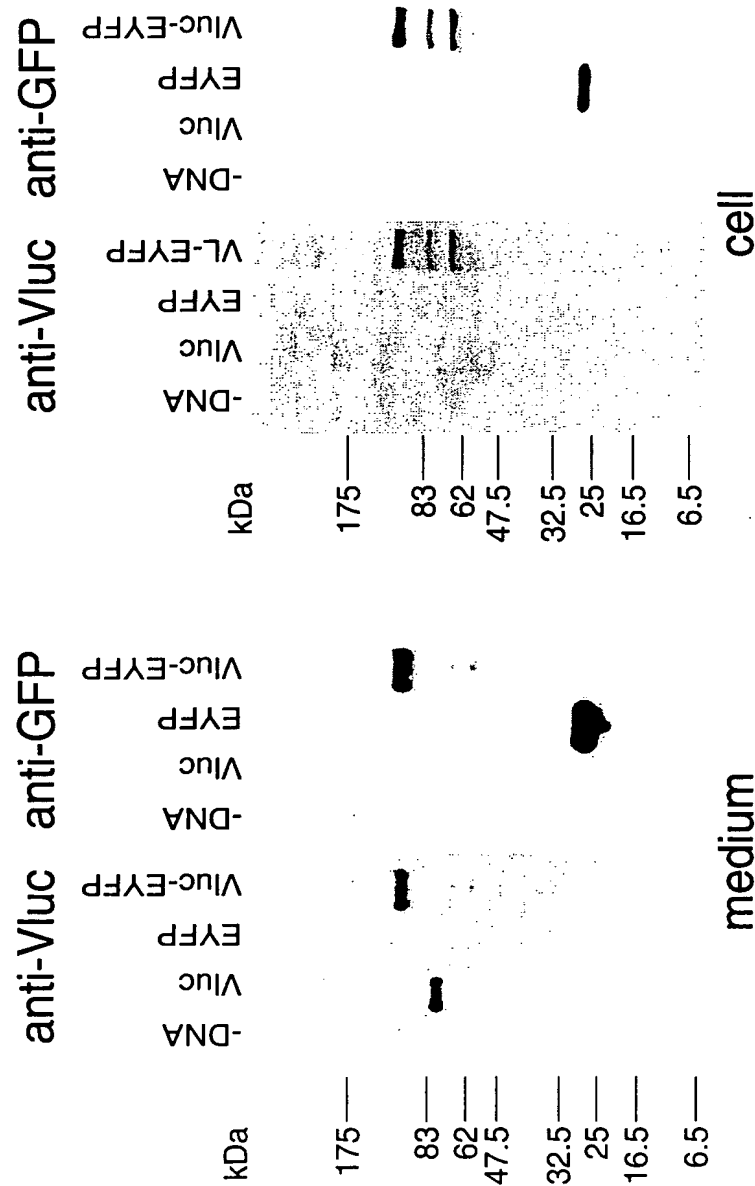 anti-Vluc anti-GFP
kDa
-DNA
Vluc
EYFP
Vluc-EYFP
-DNA
Vluc
EYFP
Vluc-EYFP
175
83
62
47.5
32.5
25
16.5
6.5
medium
anti-Vluc anti-GFP
kDa
-DNA
Vluc
EYFP
VL-EYFP
-DNA
Vluc
EYFP
Vluc-EYFP
175
83
62
47.5
32.5
25
16.5
6.5
cell